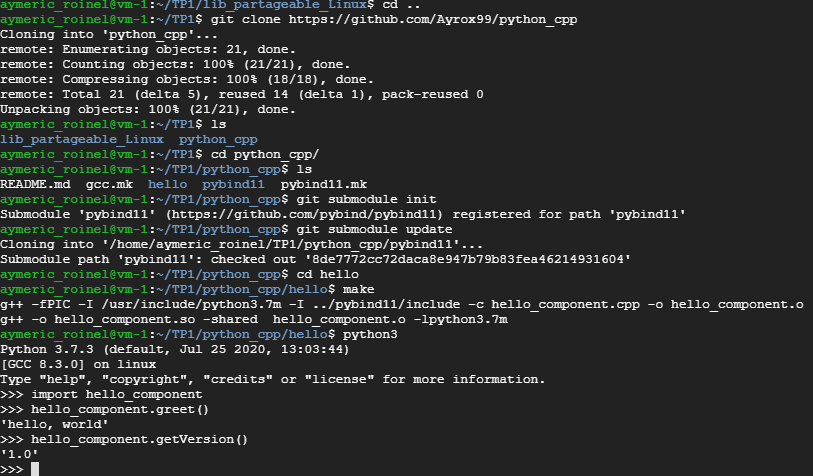 aymeric_roinel@vm-1:~/TP1/lib_partageable_Linux$ cd ..
aymeric_roinel@vm-1:~/TP1$ git clone https://github.com/Ayrox99/python_cpp
Cloning into 'python_cpp'...
remote: Enumerating objects: 21, done.
remote: Counting objects: 100% (21/21), done.
remote: Compressing objects: 100% (18/18), done.
remote: Total 21 (delta 5), reused 14 (delta 1), pack-reused 0
Unpacking objects: 100% (21/21), done.
aymeric_roinel@vm-1:~/TP1$ ls
lib_partageable_Linux  python_cpp
aymeric_roinel@vm-1:~/TP1$ cd python_cpp/
aymeric_roinel@vm-1:~/TP1/python_cpp$ ls
README.md  gcc.mk  hello  pybind11  pybind11.mk
aymeric_roinel@vm-1:~/TP1/python_cpp$ git submodule init
Submodule 'pybind11' (https://github.com/pybind/pybind11) registered for path 'pybind11'
aymeric_roinel@vm-1:~/TP1/python_cpp$ git submodule update
Cloning into '/home/aymeric_roinel/TP1/python_cpp/pybind11'...
Submodule path 'pybind11': checked out '8de7772cc72daca8e947b79b83fea46214931604'
aymeric_roinel@vm-1:~/TP1/python_cpp$ cd hello
aymeric_roinel@vm-1:~/TP1/python_cpp/hello$ make
g++ -fPIC -I /usr/include/python3.7m -I ../pybind11/include -c hello_component.cpp -o hello_component.o
g++ -o hello_component.so -shared  hello_component.o -lpython3.7m
aymeric_roinel@vm-1:~/TP1/python_cpp/hello$ python3
Python 3.7.3 (default, Jul 25 2020, 13:03:44)
[GCC 8.3.0] on linux
Type "help", "copyright", "credits" or "license" for more information.
>>> import hello_component
>>> hello_component.greet()
'hello, world'
>>> hello_component.getVersion()
'1.0'
>>>